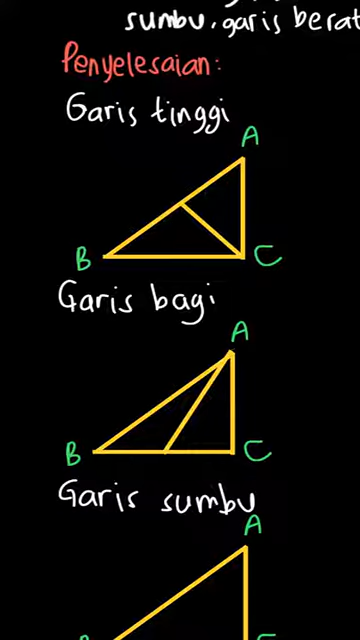 sumbu, garis berat
Penyelesaian:
Garis tinggi
A
B C
Garis bagi
A
B C
Garis sumbu
A